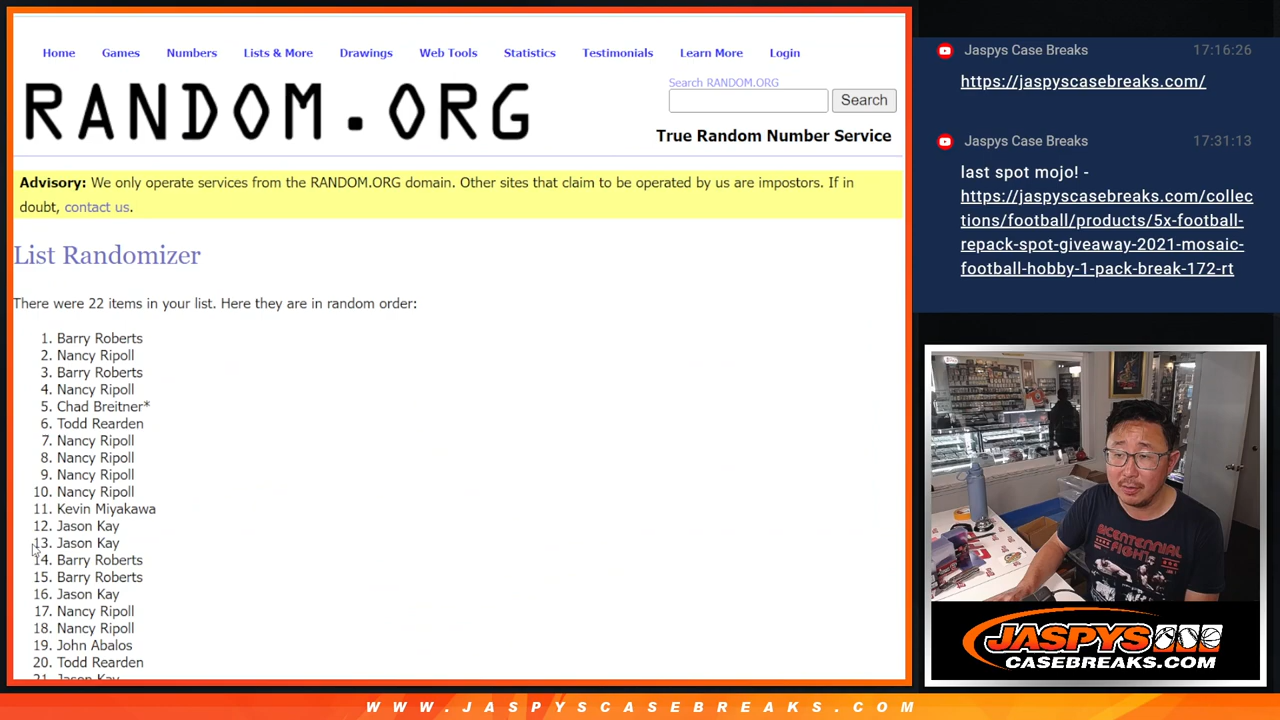 Home Games Numbers Lists & More Drawings Web Tools Statistics Testimonials Learn More Login
RANDOM.ORG
Search RANDOM.ORG
Search
True Random Number Service
Advisory: We only operate services from the RANDOM.ORG domain. Other sites that claim to be operated by us are impostors. If in
doubt, contact us.
List Randomizer
There were 22 items in your list. Here they are in random order:
1. Barry Roberts
2. Nancy Ripoll
3. Barry Roberts
4. Nancy Ripoll
5. Chad Breitner*
6. Todd Rearden
7. Nancy Ripoll
8. Nancy Ripoll
9. Nancy Ripoll
10. Nancy Ripoll
11. Kevin Miyakawa
12. Jason Kay
13. Jason Kay
14. Barry Roberts
15. Barry Roberts
16. Jason Kay
17. Nancy Ripoll
18. Nancy Ripoll
19. John Abalos
20. Todd Rearden
21. Jason Kay
Jaspys Case Breaks 17:16:26
https://jaspyscasebreaks.com/
Jaspys Case Breaks 17:31:13
last spot mojo! -
https://jaspyscasebreaks.com/collec
tions/football/products/5x-football-
repack-spot-giveaway-2021-mosaic-
football-hobby-1-pack-break-172-rt
BICENTENNIAL
FIGHT
JASPYS
CASEBREAKS.COM
WWW.JASPYSCASEBREAKS.COM